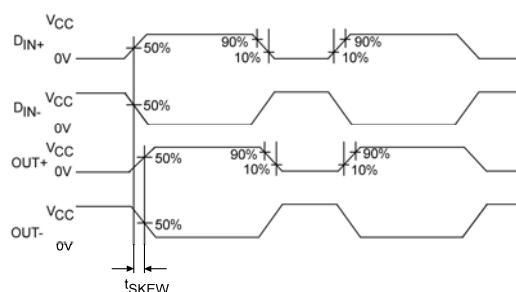 VCC
DIN+
0V
50%
90%
10%
90%
10%
VCC
DIN-
0V
50%
VCC
OUT+
0V
50%
90%
10%
90%
10%
VCC
OUT-
0V
50%
tSKEW